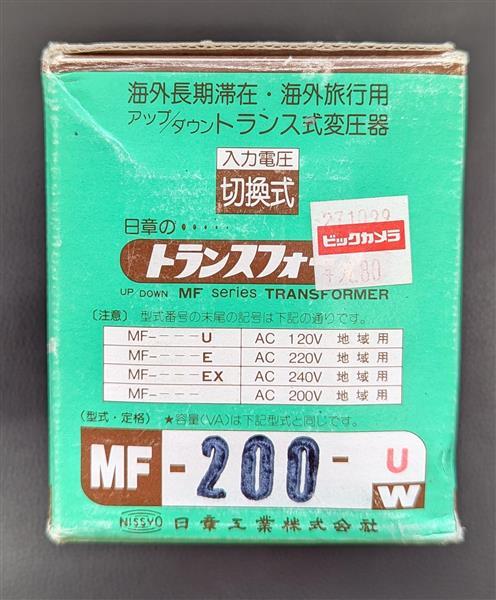 海外長期滞在・海外旅行用
アップ/ダウントランス式変圧器
入力電圧
切換式
271099
ビックカメラ
日章の・・・・・
トランスフォ
UP/DOWN MF series TRANSFORMER
〔注意〕 型式番号の末尾の記号は下記の通りです。
MF-－－－U AC 120V 地域用
MF-－－－E AC 220V 地域用
MF-－－－EX AC 240V 地域用
MF-－－－ AC 200V 地域用
(型式・定格) ★容量(VA)は下記型式と同じです。
MF-200-U
W
NISSYO 日章工業株式会社